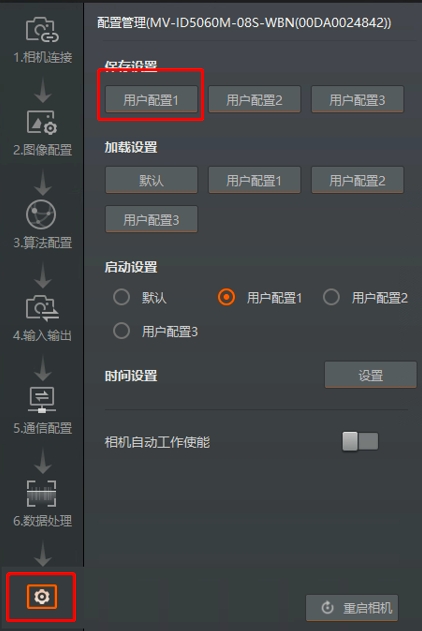 配置管理(MV-ID5060M-08S-WBN(00DA0024842))
1.相机连接
2.图像配置
3.算法配置
4.输入输出
5.通信配置
6.数据处理
保存设置
用户配置1 用户配置2 用户配置3
加载设置
默认 用户配置1 用户配置2
用户配置3
启动设置
默认 用户配置1 用户配置2
用户配置3
时间设置 设置
相机自动工作使能
重启相机